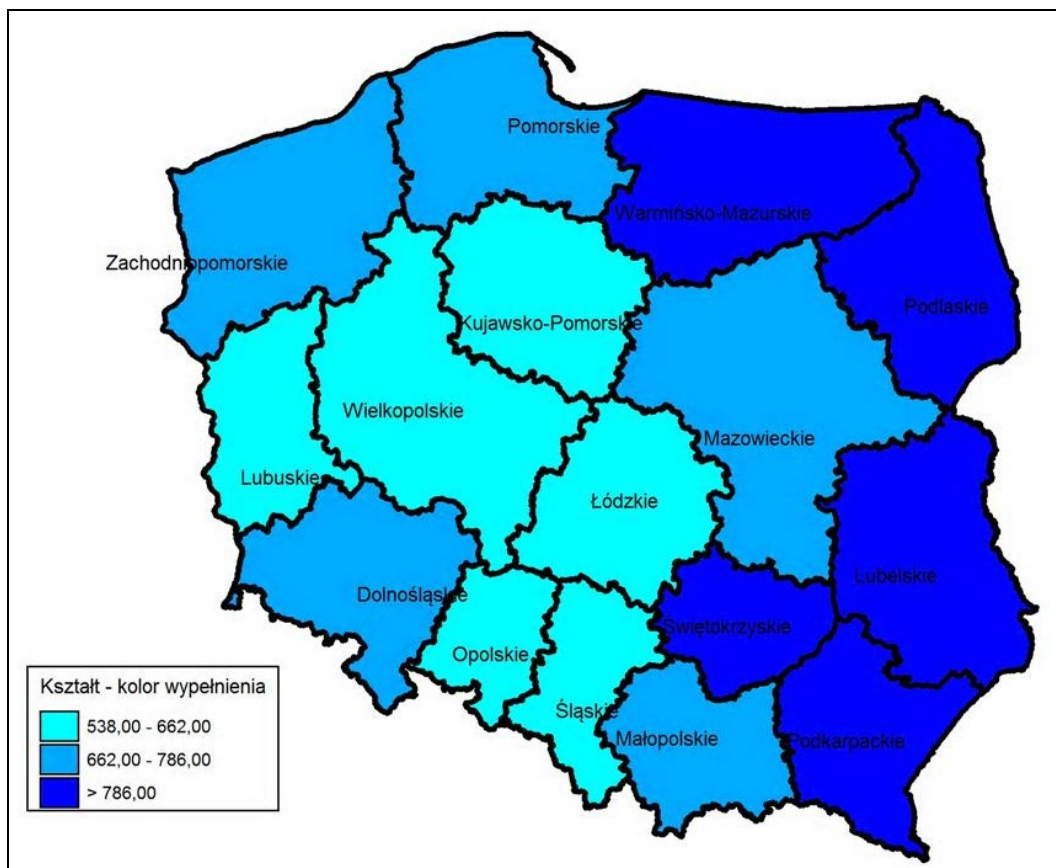 Pomorskie
Warmińsko-Mazurskie
Zachodniopomorskie
Podlaskie
Kujawsko-Pomorskie
Wielkopolskie
Mazowieckie
Lubuskie
Łódzkie
Lubelskie
Dolnośląskie
Świętokrzyskie
Opolskie
Śląskie
Małopolskie
Podkarpackie
Kształt - kolor wypełnienia
538,00 - 662,00
662,00 - 786,00
> 786,00